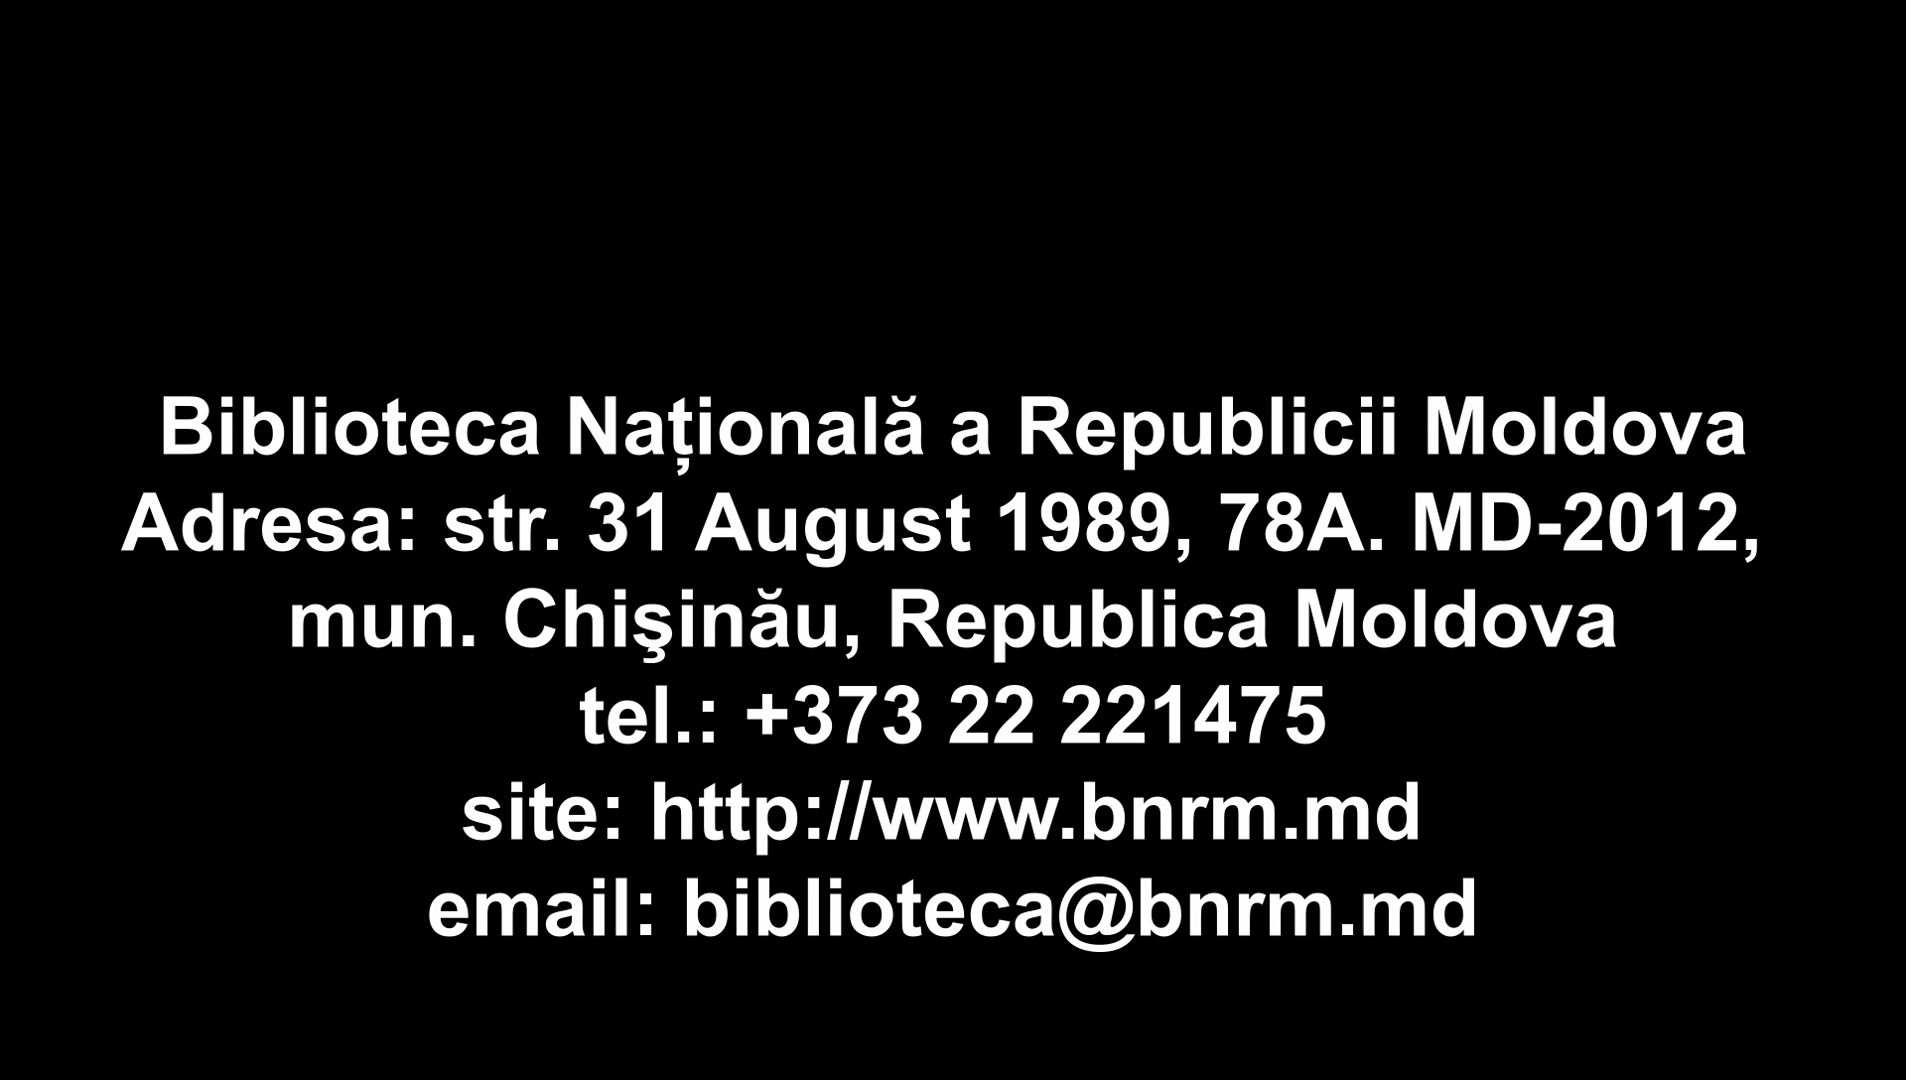 Biblioteca Națională a Republicii Moldova
Adresa: str. 31 August 1989, 78A. MD-2012,
mun. Chişinău, Republica Moldova
tel.: +373 22 221475
site: http://www.bnrm.md
email: biblioteca@bnrm.md